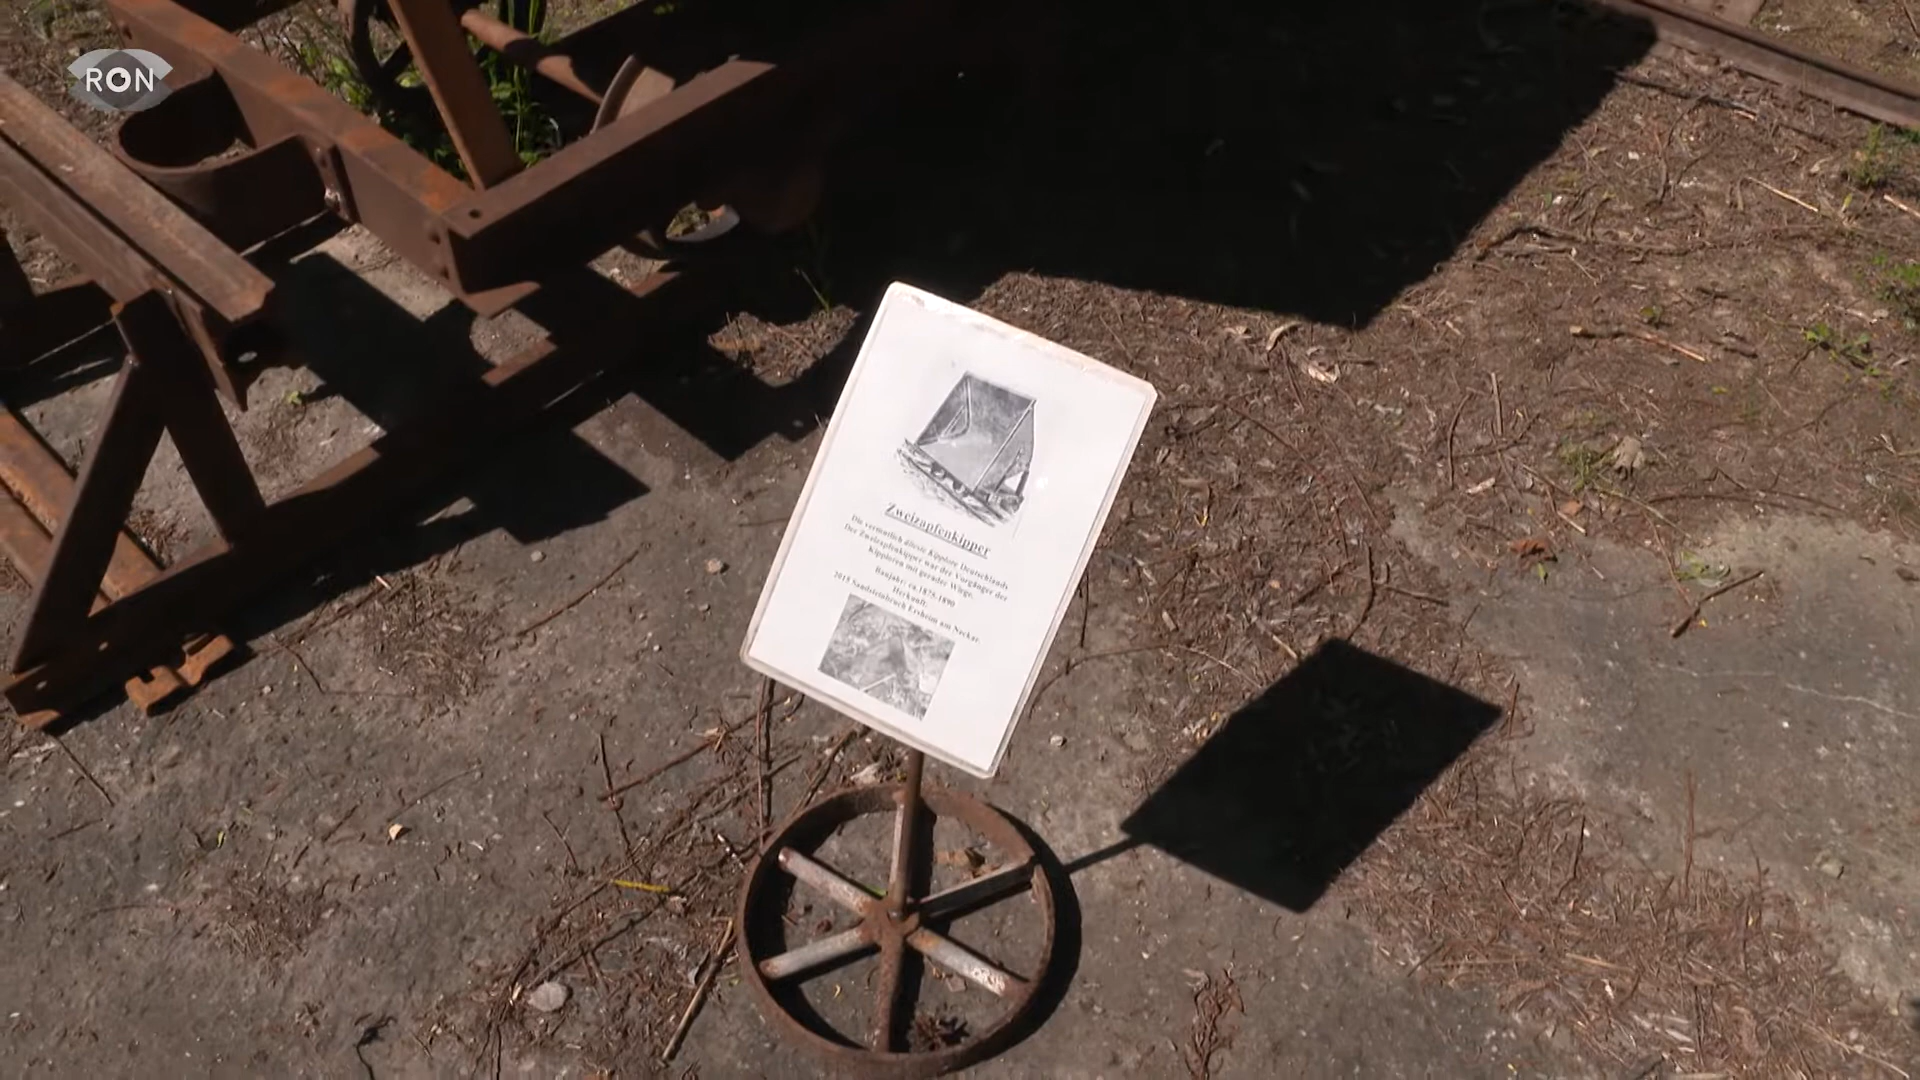 RON
Zweizapfenkipper
Die vermutlich älteste Kipplore Deutschlands
Der Zweizapfenkipper war der Vorgänger der
Kipploren mit gerader Wiege.
Baujahr: ca.1875-1890
Herkunft:
2015 Sandsteinbruch Ersheim am Neckar